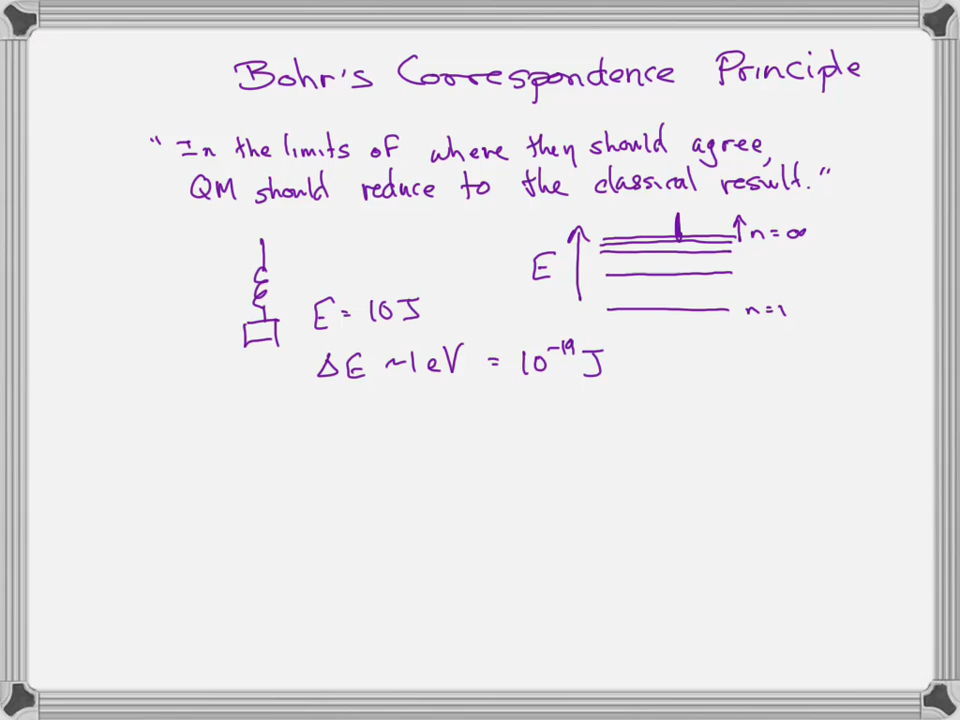 Bohr's Correspondence Principle
"In the limits of where they should agree,
QM should reduce to the classical result."
n = ∞
E
n = 1
E = 10 J
ΔE ~ 1 eV = 10⁻¹⁹ J